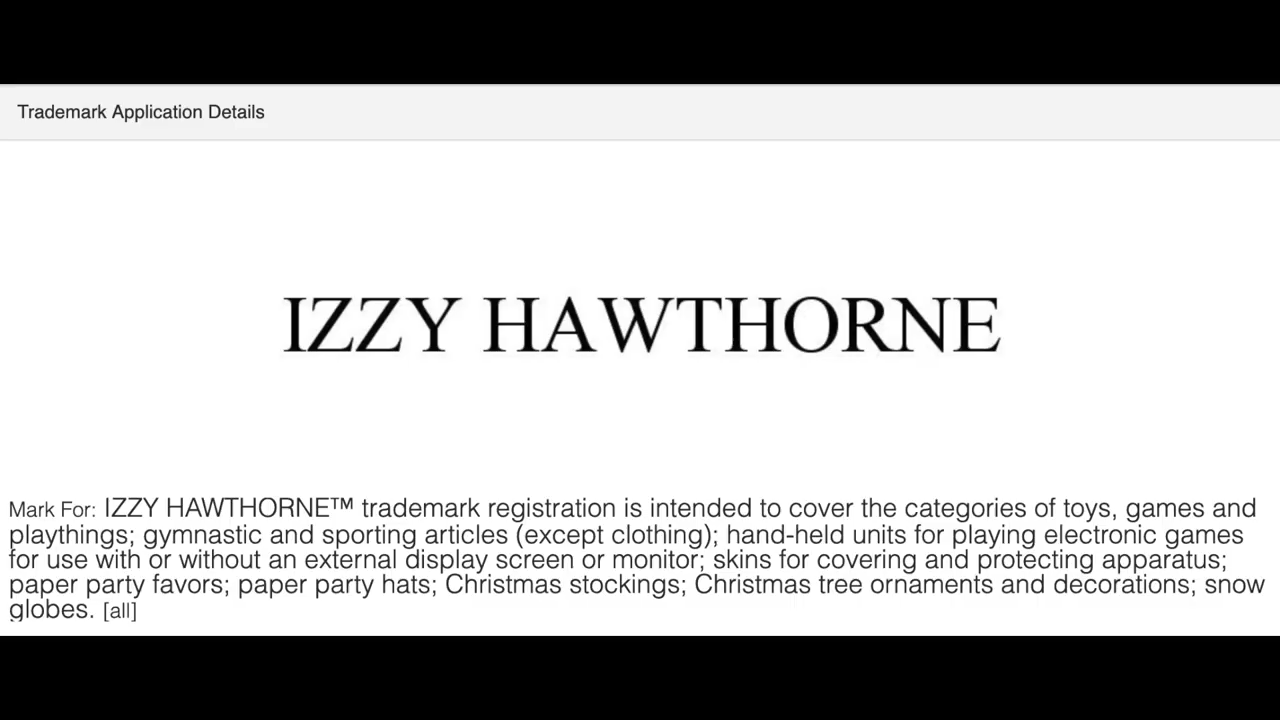 Trademark Application Details
IZZY HAWTHORNE
Mark For: IZZY HAWTHORNE™ trademark registration is intended to cover the categories of toys, games and
playthings; gymnastic and sporting articles (except clothing); hand-held units for playing electronic games
for use with or without an external display screen or monitor; skins for covering and protecting apparatus;
paper party favors; paper party hats; Christmas stockings; Christmas tree ornaments and decorations; snow
globes. [all]